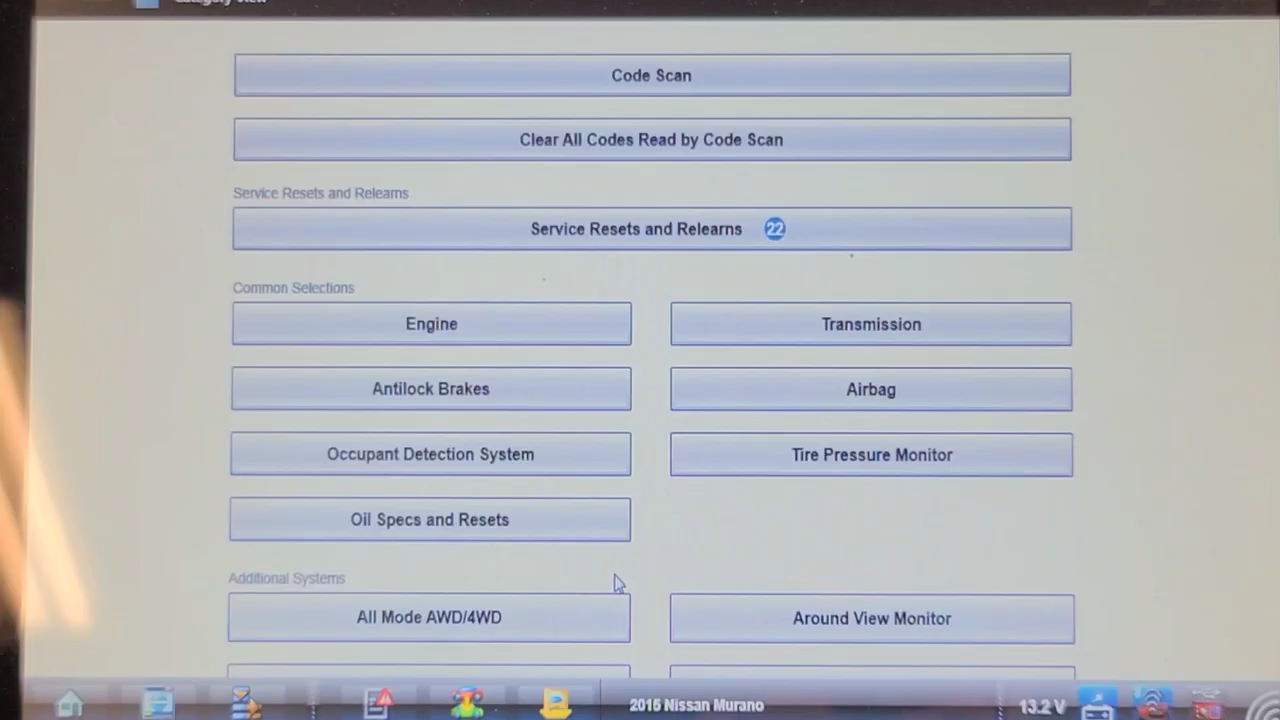 Category View
Code Scan
Clear All Codes Read by Code Scan
Service Resets and Relearns
Service Resets and Relearns 22
Common Selections
Engine
Transmission
Antilock Brakes
Airbag
Occupant Detection System
Tire Pressure Monitor
Oil Specs and Resets
Additional Systems
All Mode AWD/4WD
Around View Monitor
2015 Nissan Murano
13.2 V